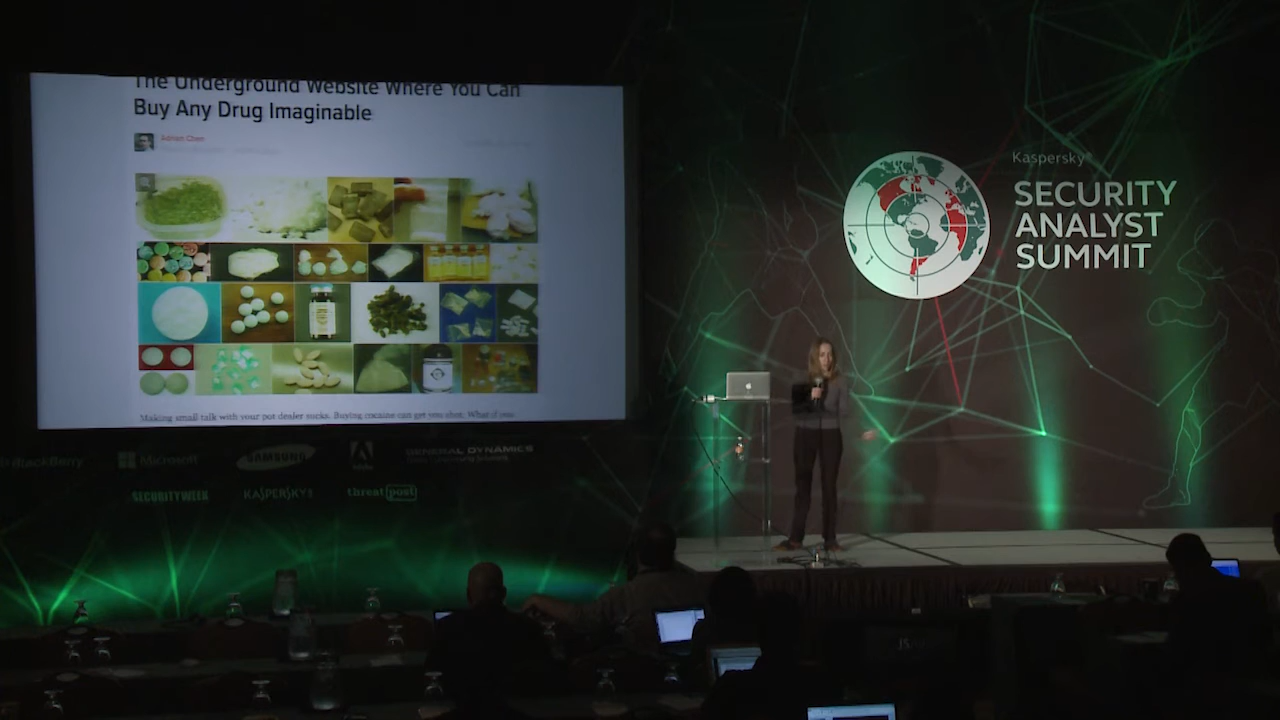 The Underground Website Where You Can
Buy Any Drug Imaginable
Adrian Chen
Making small talk with your pot dealer sucks. Buying cocaine can get you shot. What if you
Kaspersky
SECURITY
ANALYST
SUMMIT
BlackBerry
Microsoft
SAMSUNG
Adobe
GENERAL DYNAMICS
SECURITYWEEK
KASPERSKY
threat post